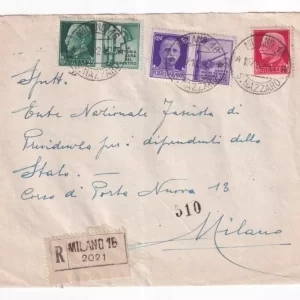 Spett.
Ente Nazionale Fascista di
Previdenza per i dipendenti dello
Stato.
Corso di Porta Nuova 13
Milano
510
R MILANO 15
2021